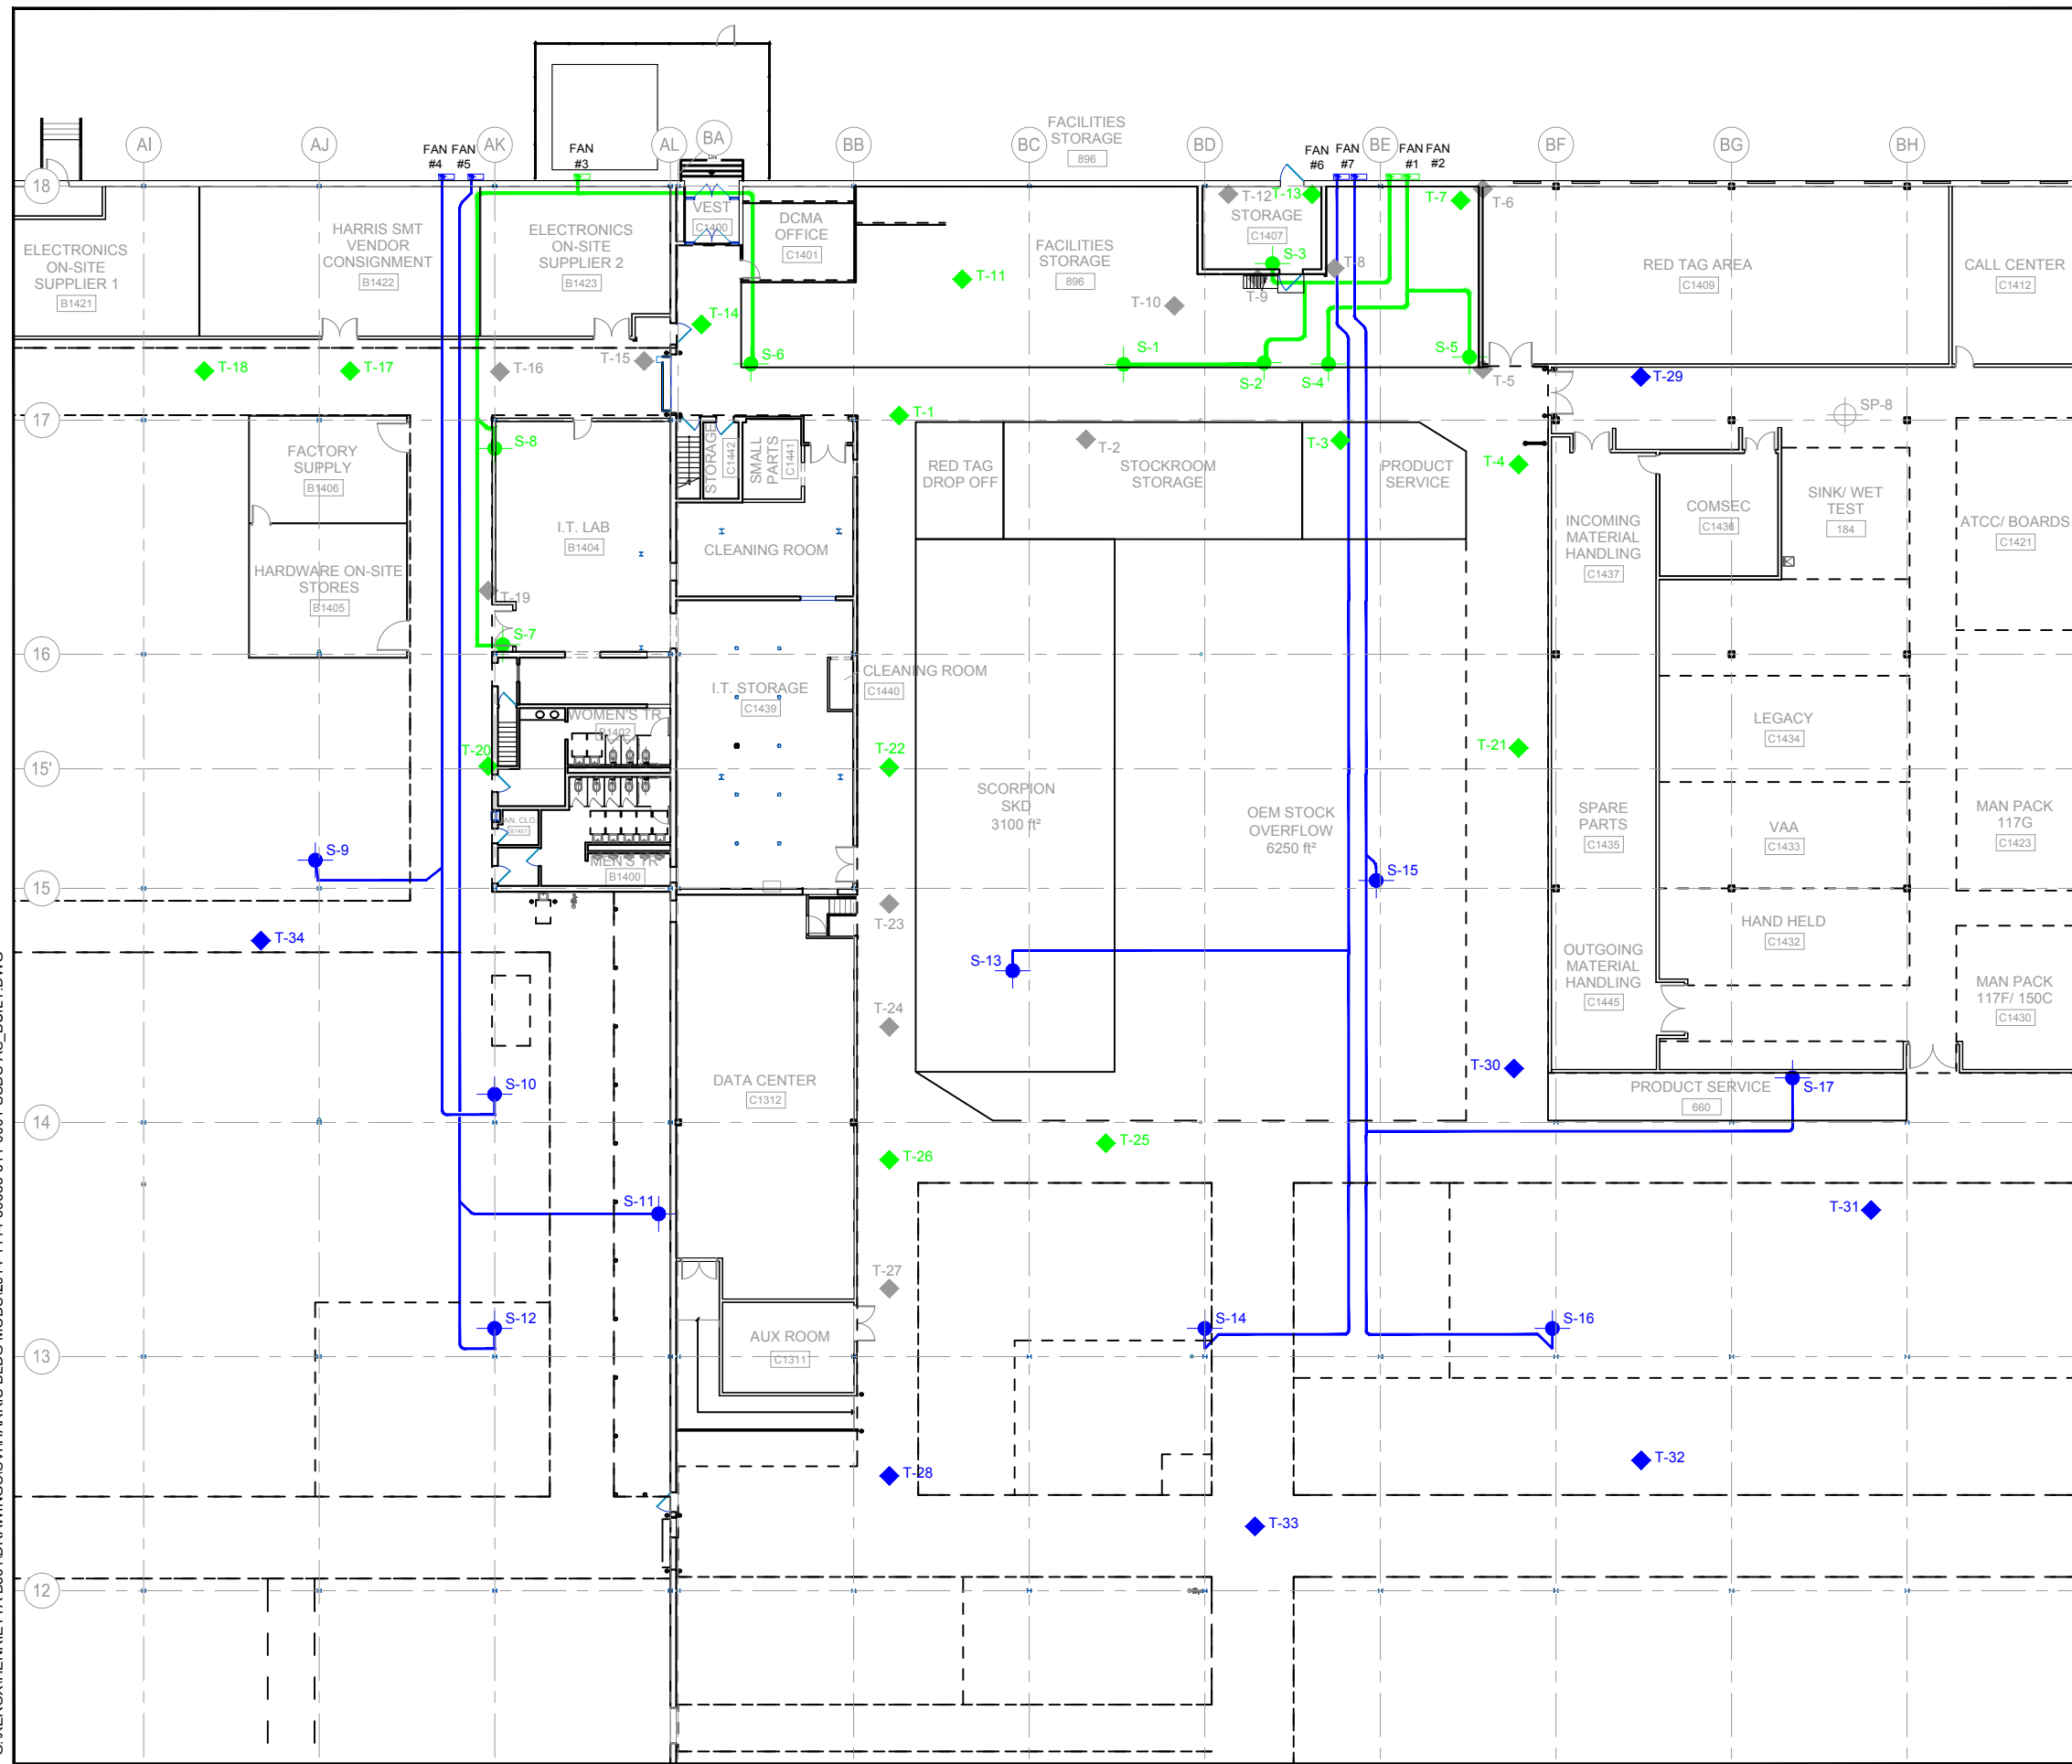 FACILITIES
STORAGE
896
AI
AJ
AK
AL
BA
BB
BC
BD
BE
BF
BG
BH
FAN
#4
FAN
#5
FAN
#3
FAN
#6
FAN
#7
FAN
#1
FAN
#2
18
ELECTRONICS
ON-SITE
SUPPLIER 1
B1421
HARRIS SMT
VENDOR
CONSIGNMENT
B1422
ELECTRONICS
ON-SITE
SUPPLIER 2
B1423
VEST
C1400
DCMA
OFFICE
C1401
FACILITIES
STORAGE
896
T-12
T-13
STORAGE
C1407
S-3
T-7
T-6
T-8
T-9
T-10
T-11
RED TAG AREA
C1409
CALL CENTER
C1412
T-14
T-15
T-16
T-17
T-18
S-6
S-1
S-2
S-4
S-5
T-5
T-29
SP-8
17
T-1
T-2
T-3
T-4
S-8
FACTORY
SUPPLY
B1406
HARDWARE ON-SITE
STORES
B1405
I.T. LAB
B1404
STORAGE
C1442
SMALL
PARTS
C1441
CLEANING ROOM
RED TAG
DROP OFF
STOCKROOM
STORAGE
PRODUCT
SERVICE
INCOMING
MATERIAL
HANDLING
C1437
COMSEC
C1436
SINK/ WET
TEST
184
ATCC/ BOARDS
C1421
T-19
S-7
16
CLEANING ROOM
C1440
I.T. STORAGE
C1439
WOMEN'S TR
B1402
LEGACY
C1434
T-20
T-22
T-21
15'
SCORPION
SKD
3100 ft²
OEM STOCK
OVERFLOW
6250 ft²
SPARE
PARTS
C1435
VAA
C1433
MAN PACK
117G
C1423
AN. CLO.
B1401
MEN'S TR
B1400
S-9
S-15
15
T-23
T-34
S-13
HAND HELD
C1432
OUTGOING
MATERIAL
HANDLING
C1445
MAN PACK
117F/ 150C
C1430
T-24
S-10
DATA CENTER
C1312
T-30
PRODUCT SERVICE
660
S-17
14
T-25
T-26
S-11
T-31
T-27
S-12
S-14
S-16
AUX ROOM
C1311
13
T-28
T-32
T-33
12